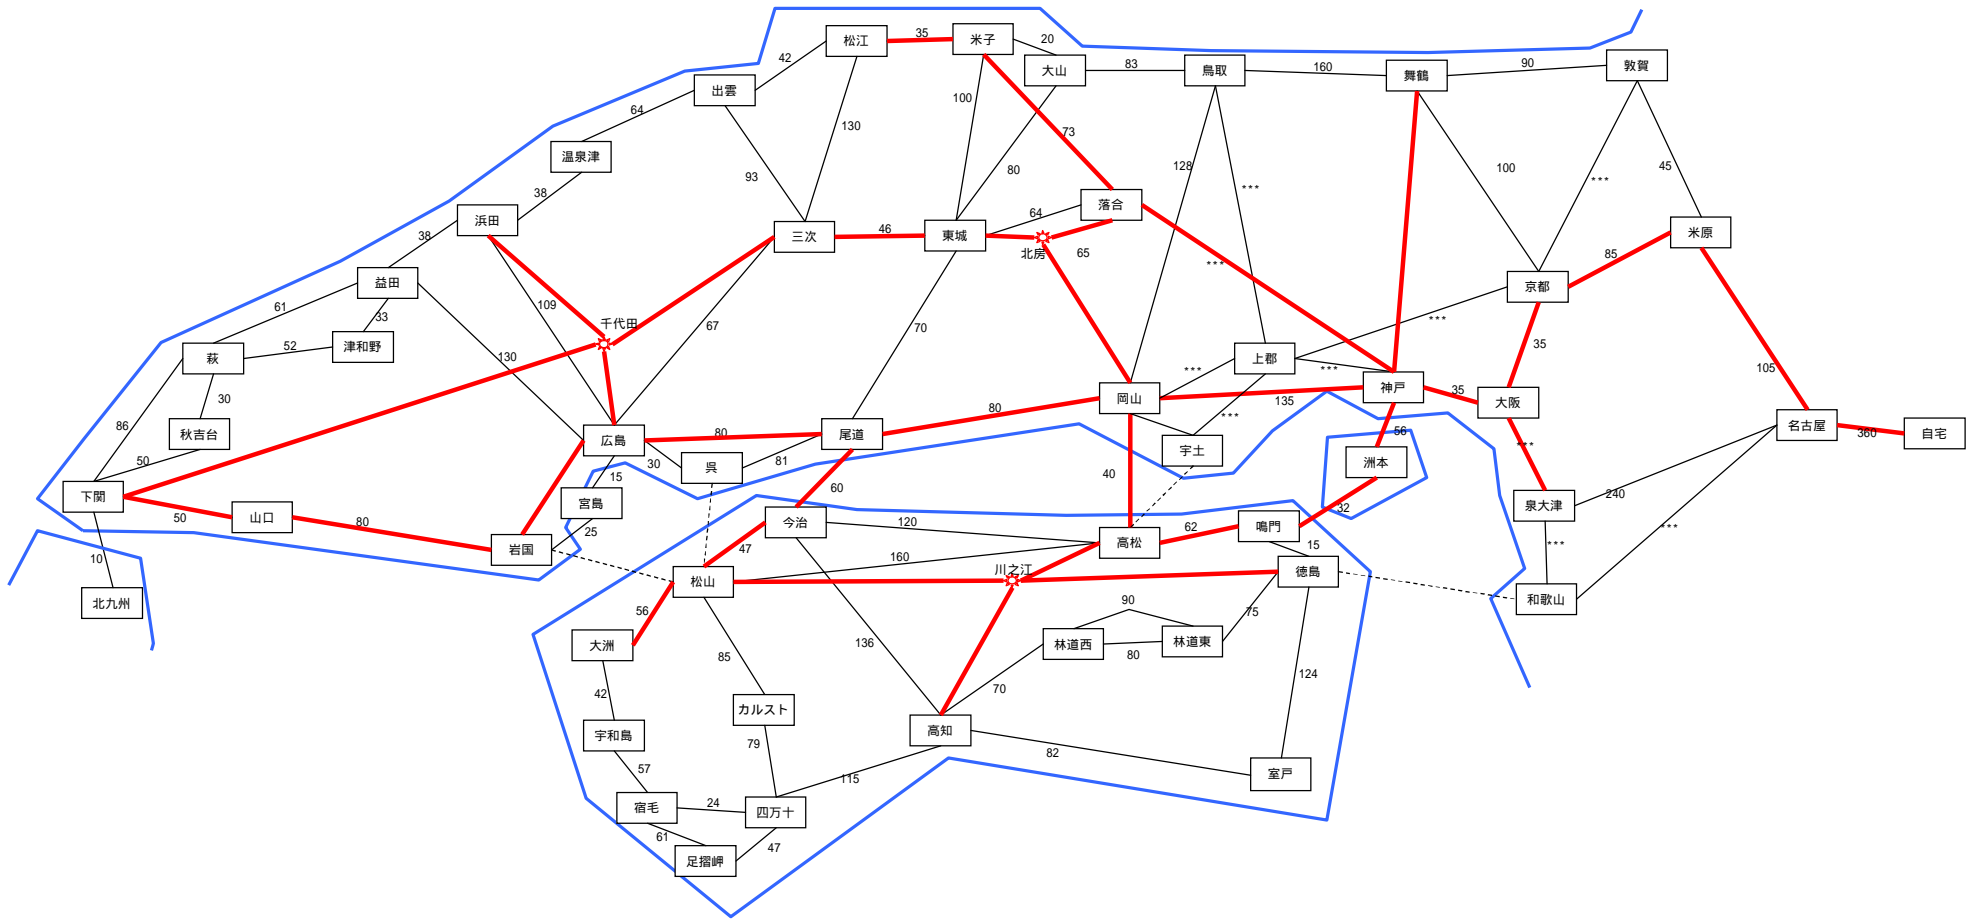 松江
35
米子
20
大山
83
鳥取
160
舞鶴
90
敦賀
42
出雲
64
温泉津
38
浜田
38
益田
61
33
萩
52
津和野
30
秋吉台
86
50
下関
50
山口
80
岩国
10
北九州
93
130
三次
46
100
80
東城
64
落合
73
北房
65
128
***
100
***
45
米原
85
京都
***
***
109
千代田
67
130
70
上郡
***
***
***
神戸
35
大阪
35
105
名古屋
360
自宅
岡山
135
80
広島
80
尾道
30
呉
81
15
宮島
25
宇土
40
56
洲本
32
***
泉大津
240
***
***
和歌山
60
今治
120
47
160
高松
62
鳴門
15
徳島
松山
川之江
56
大洲
42
宇和島
57
宿毛
24
四万十
61
足摺岬
47
85
カルスト
79
115
136
高知
70
林道西
90
80
林道東
75
124
82
室戸